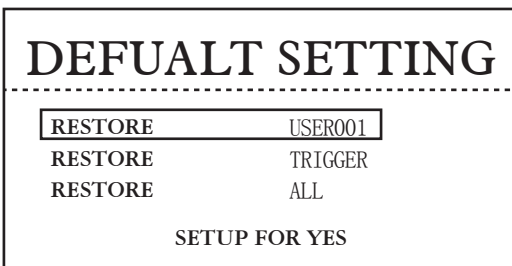 DEFUALT SETTING
RESTORE USER001
RESTORE TRIGGER
RESTORE ALL
SETUP FOR YES